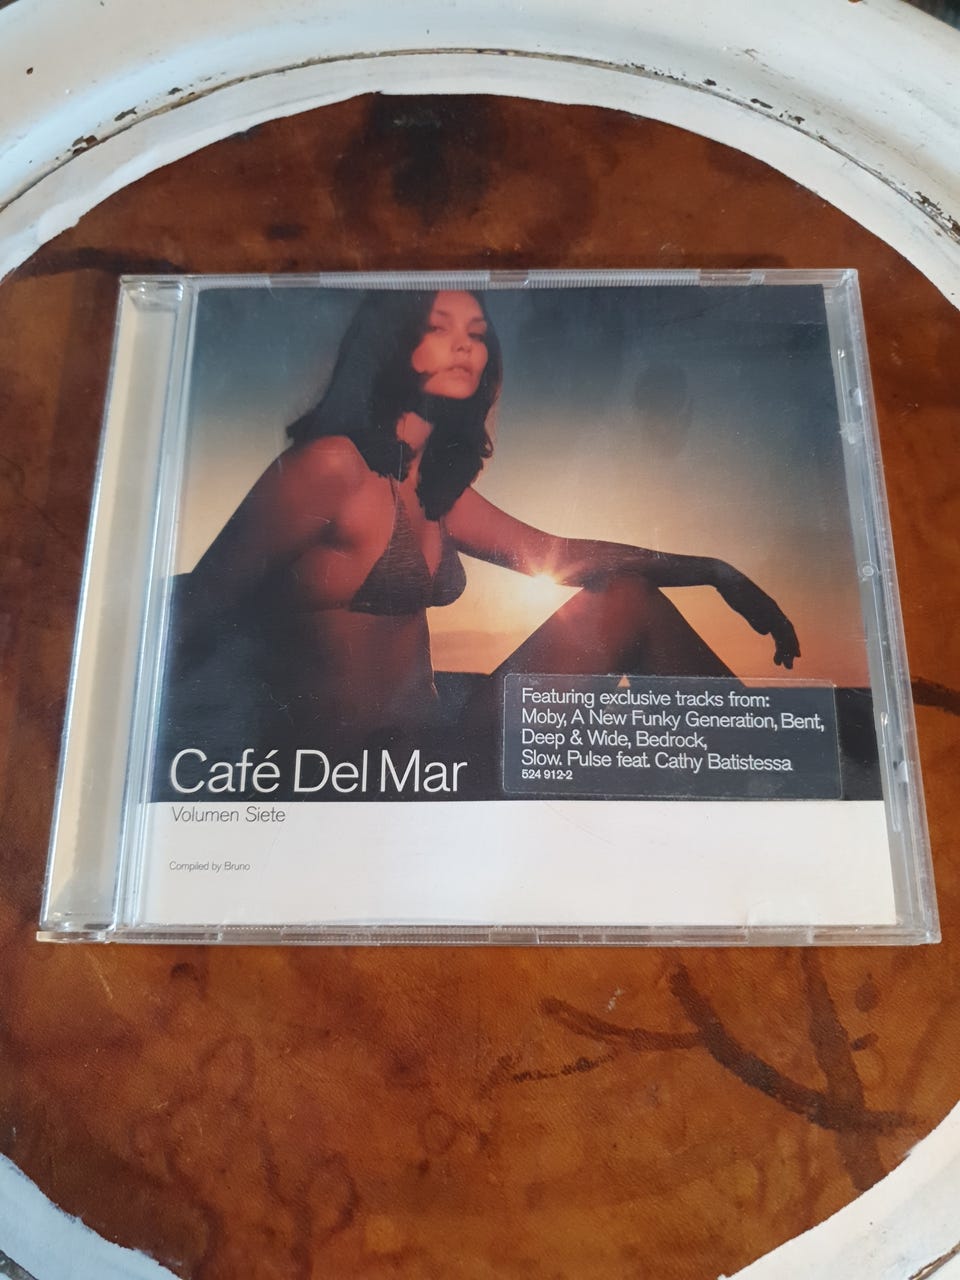 Featuring exclusive tracks from:
Moby, A New Funky Generation, Bent,
Deep & Wide, Bedrock,
Slow. Pulse feat. Cathy Batistessa
524 912-2
Café Del Mar
Volumen Siete
Compiled by Bruno